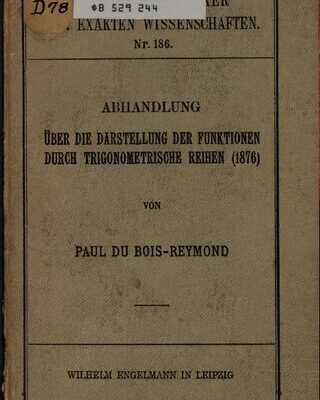 D78
$B 529 244
EXAKTEN WISSENSCHAFTEN.
Nr. 186.
ABHANDLUNG
ÜBER DIE DARSTELLUNG DER FUNKTIONEN
DURCH TRIGONOMETRISCHE REIHEN (1876)
VON
PAUL DU BOIS-REYMOND
WILHELM ENGELMANN IN LEIPZIG